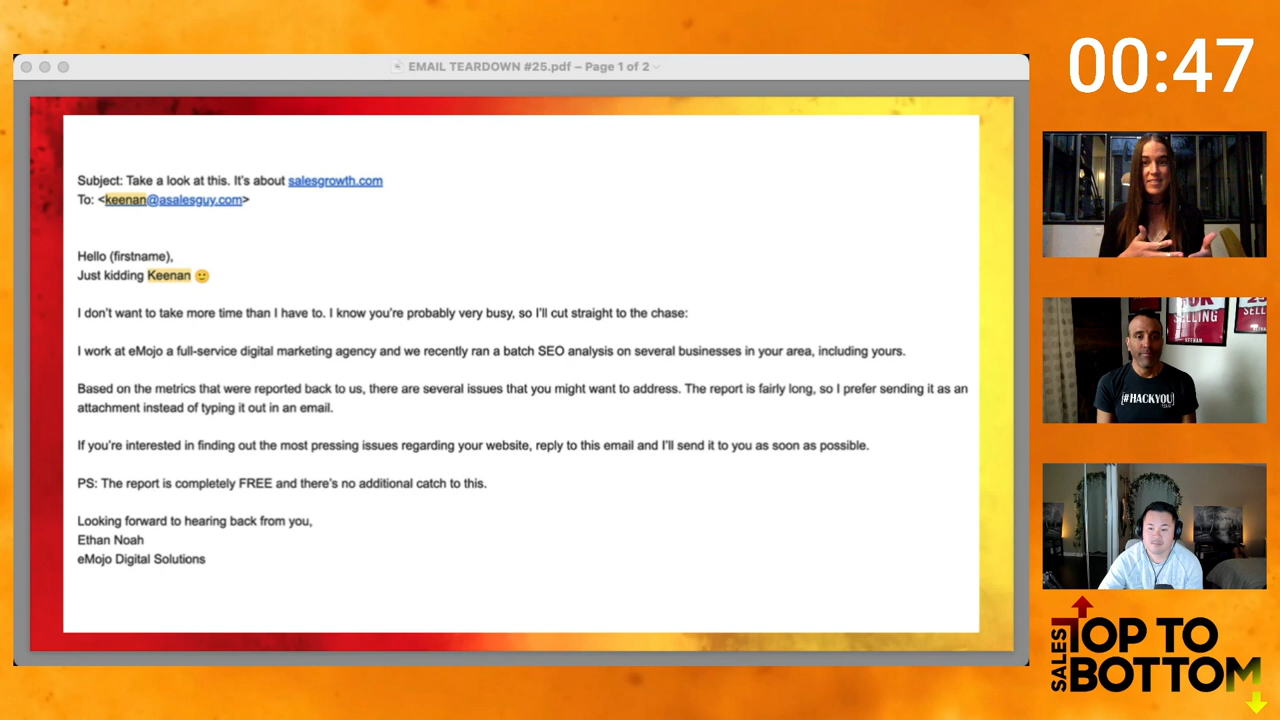 EMAIL TEARDOWN #25.pdf – Page 1 of 2
00:47
Subject: Take a look at this. It's about salesgrowth.com
To: <keenan@asalesguy.com>
Hello (firstname),
Just kidding Keenan 🙂
I don't want to take more time than I have to. I know you're probably very busy, so I'll cut straight to the chase:
I work at eMojo a full-service digital marketing agency and we recently ran a batch SEO analysis on several businesses in your area, including yours.
Based on the metrics that were reported back to us, there are several issues that you might want to address. The report is fairly long, so I prefer sending it as an
attachment instead of typing it out in an email.
If you're interested in finding out the most pressing issues regarding your website, reply to this email and I'll send it to you as soon as possible.
PS: The report is completely FREE and there's no additional catch to this.
Looking forward to hearing back from you,
Ethan Noah
eMojo Digital Solutions
SELLING
KEENAN
SELL
{#HACKYOU}
SALES TOP TO
BOTTOM